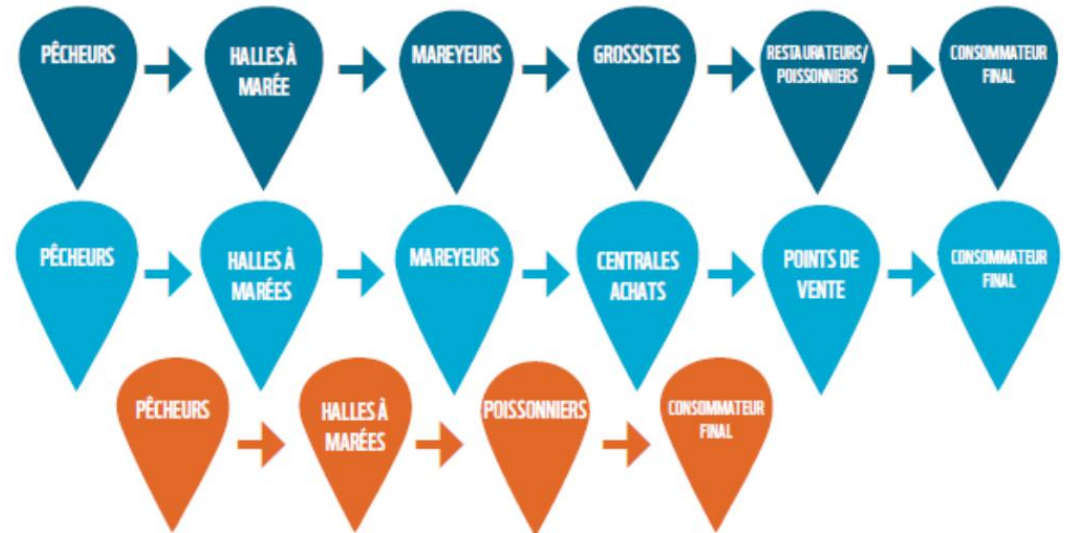 PÊCHEURS
HALLES À
MARÉE
MAREYEURS
GROSSISTES
RESTAURATEURS/
POISSONNIERS
CONSOMMATEUR
FINAL
PÊCHEURS
HALLES À
MARÉES
MAREYEURS
CENTRALES
ACHATS
POINTS DE
VENTE
CONSOMMATEUR
FINAL
PÊCHEURS
HALLES À
MARÉES
POISSONNIERS
CONSOMMATEUR
FINAL